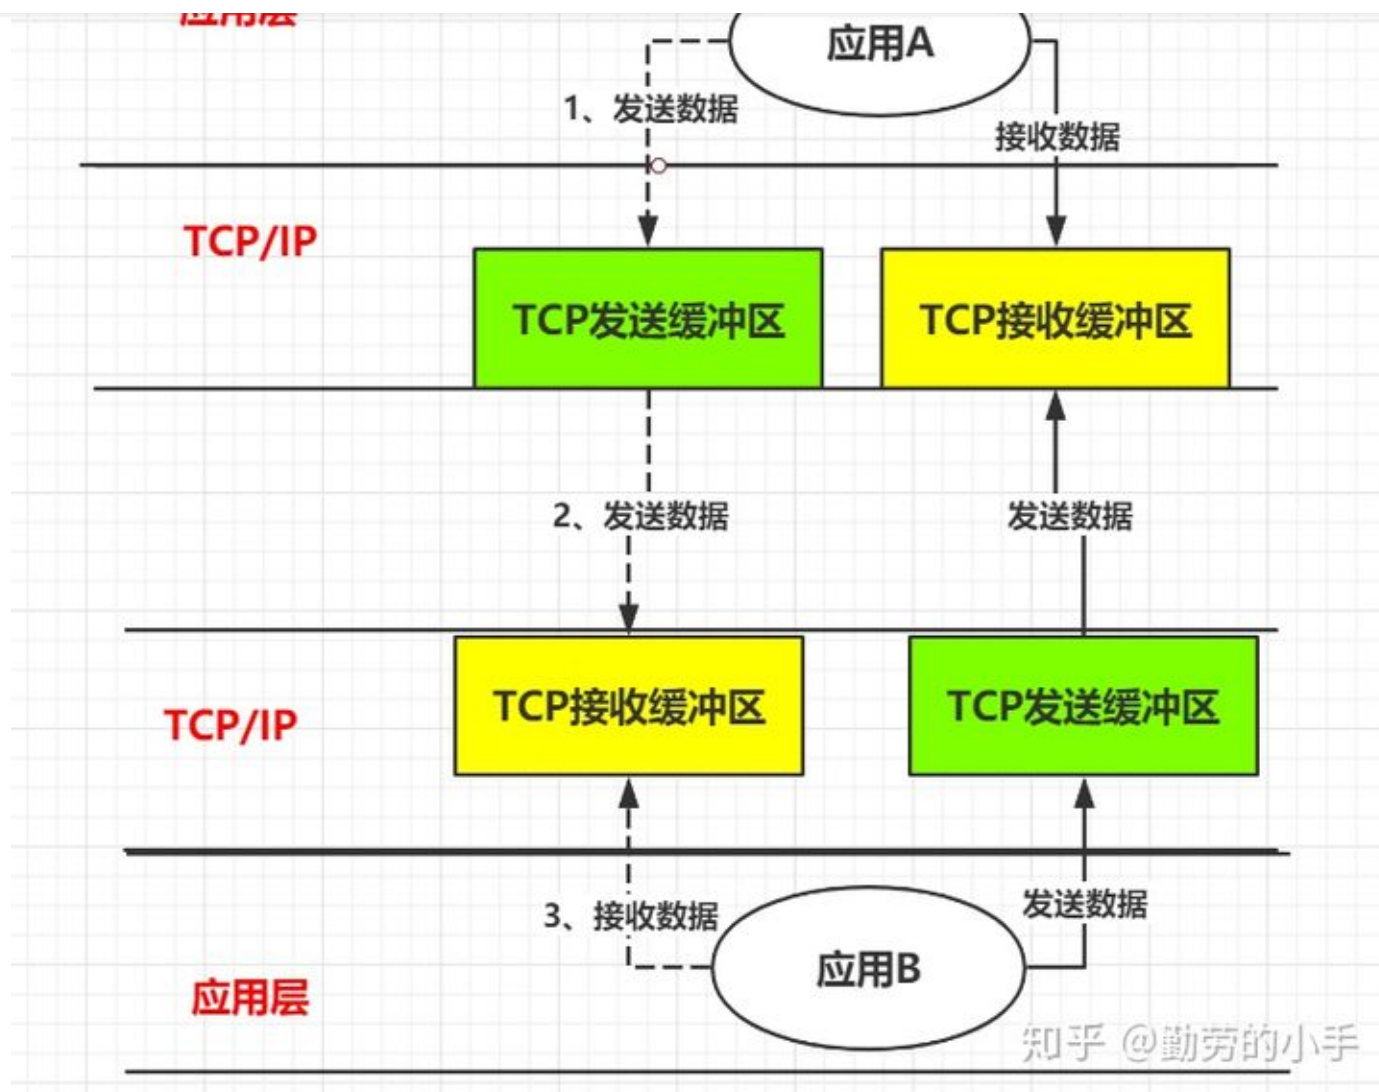 应用层
应用A
1、发送数据
接收数据
TCP/IP
TCP发送缓冲区
TCP接收缓冲区
2、发送数据
发送数据
TCP接收缓冲区
TCP发送缓冲区
TCP/IP
3、接收数据
发送数据
应用B
应用层
知乎 @勤劳的小手